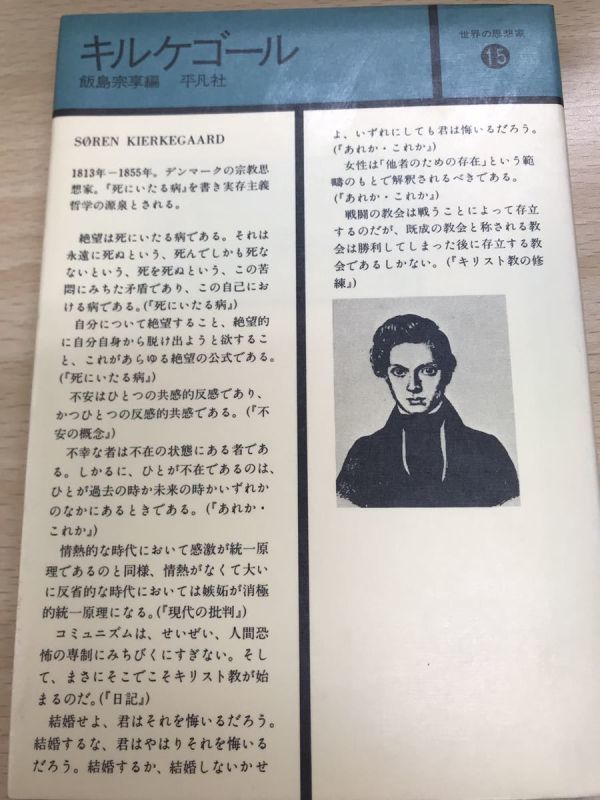 キルケゴール
飯島宗享編 平凡社
世界の思想家
15
SØREN KIERKEGAARD
1813年－1855年。デンマークの宗教思
想家。『死にいたる病』を書き実存主義
哲学の源泉とされる。
絶望は死にいたる病である。それは
永遠に死ぬという、死んでしかも死な
ないという、死を死ぬという、この苦
悶にみちた矛盾であり、この自己にお
ける病である。(『死にいたる病』)
自分について絶望すること、絶望的
に自分自身から脱け出ようと欲するこ
と、これがあらゆる絶望の公式である。
(『死にいたる病』)
不安はひとつの共感的反感であり、
かつひとつの反感的共感である。(『不
安の概念』)
不幸な者は不在の状態にある者であ
る。しかるに、ひとが不在であるのは、
ひとが過去の時か未来の時かいずれか
のなかにあるときである。(『あれか・
これか』)
情熱的な時代において感激が統一原
理であるのと同様、情熱がなくて大い
に反省的な時代においては嫉妬が消極
的統一原理になる。(『現代の批判』)
コミュニズムは、せいぜい、人間恐
怖の専制にみちびくにすぎない。そし
て、まさにそこでこそキリスト教が始
まるのだ。(『日記』)
結婚せよ、君はそれを悔いるだろう。
結婚するな、君はやはりそれを悔いる
だろう。結婚するか、結婚しないかせ
よ、いずれにしても君は悔いるだろう。
(『あれか・これか』)
女性は「他者のための存在」という範
疇のもとで解釈されるべきである。
(『あれか・これか』)
戦闘の教会は戦うことによって存立
するのだが、既成の教会と称される教
会は勝利してしまった後に存立する教
会であるしかない。(『キリスト教の修
練』)